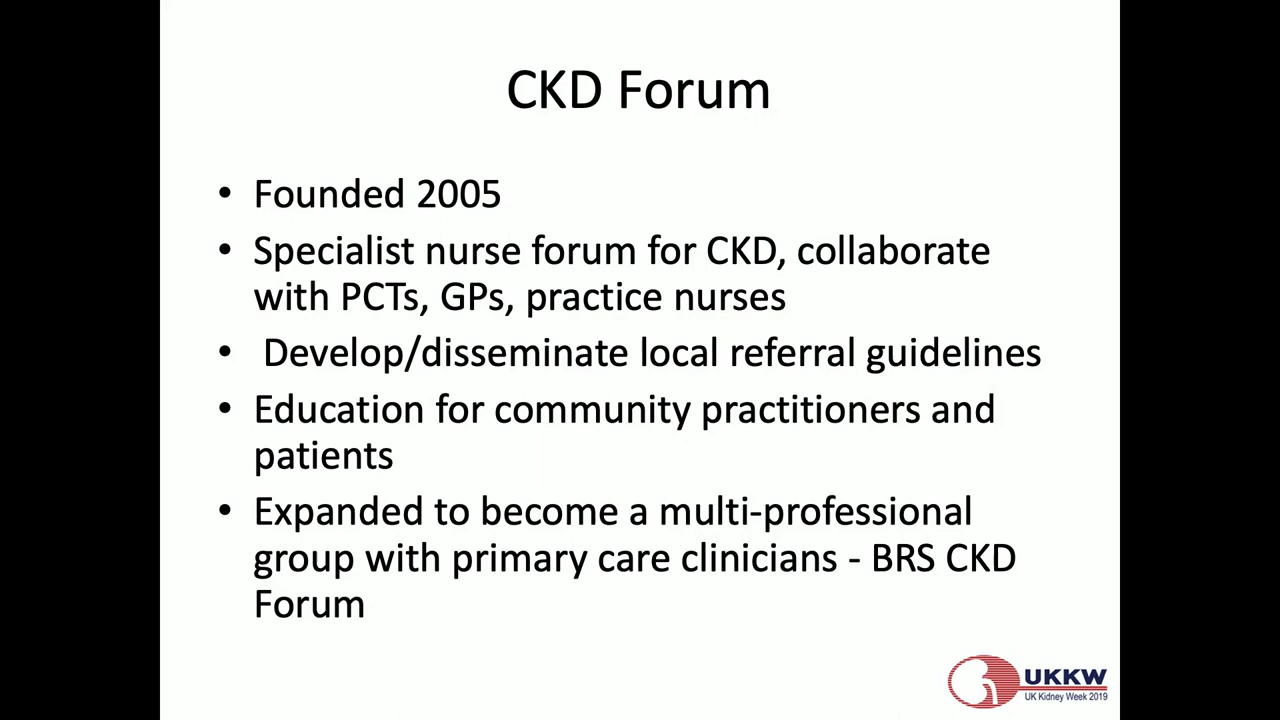 CKD Forum
• Founded 2005
• Specialist nurse forum for CKD, collaborate
with PCTs, GPs, practice nurses
• Develop/disseminate local referral guidelines
• Education for community practitioners and
patients
• Expanded to become a multi-professional
group with primary care clinicians - BRS CKD
Forum
UKKW
UK Kidney Week 2019